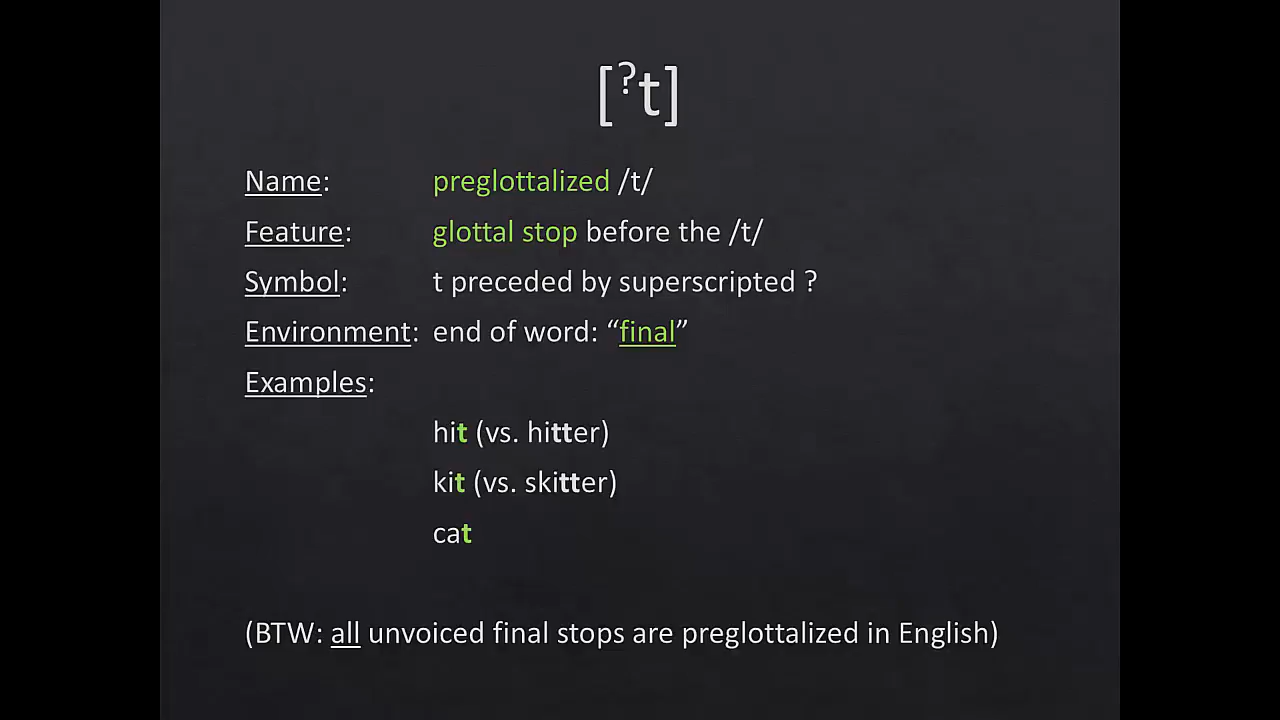 [ˀt]
Name: preglottalized /t/
Feature: glottal stop before the /t/
Symbol: t preceded by superscripted ?
Environment: end of word: “final”
Examples:
hit (vs. hitter)
kit (vs. skitter)
cat
(BTW: all unvoiced final stops are preglottalized in English)